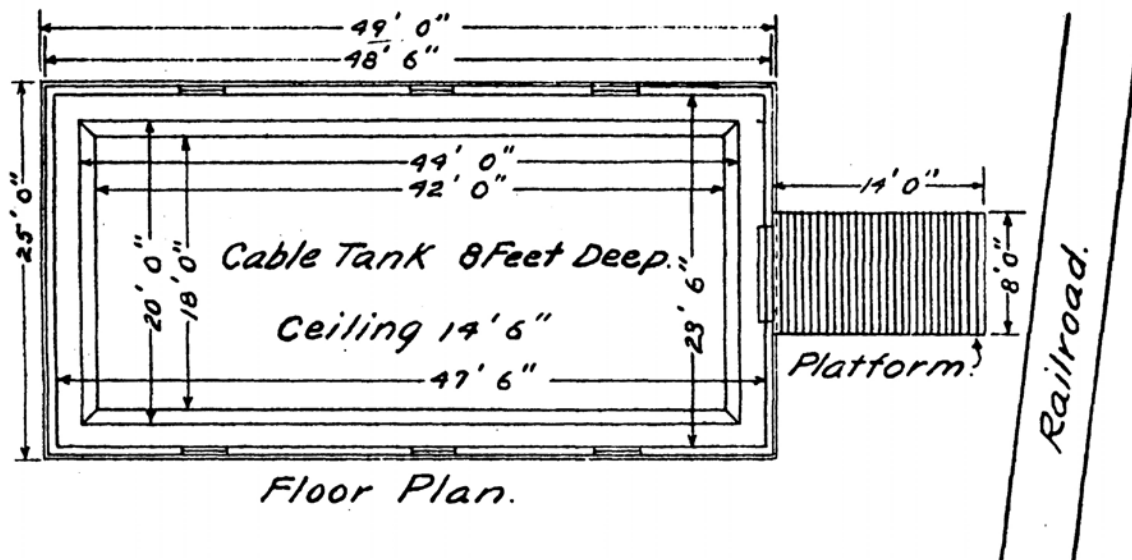 49' 0"
48' 6"
44' 0"
42' 0"
14' 0"
25' 0"
20' 0"
18' 0"
Cable Tank 8 Feet Deep.
23' 6"
8' 0"
Ceiling 14' 6"
47' 6"
Platform.
Railroad.
Floor Plan.